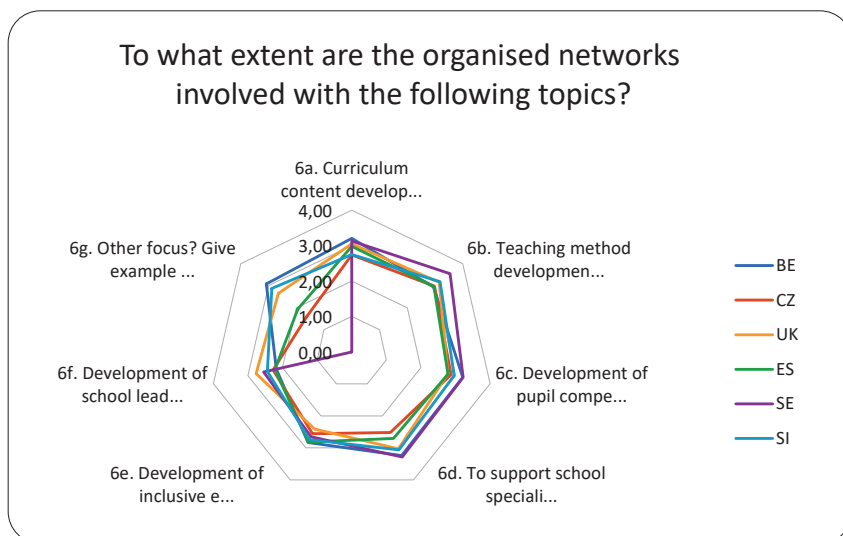 To what extent are the organised networks
involved with the following topics?
6a. Curriculum
content develop...
4,00
3,00
2,00
1,00
0,00
6b. Teaching method
developmen...
6c. Development of
pupil compe...
6d. To support school
speciali...
6e. Development of
inclusive e...
6f. Development of
school lead...
6g. Other focus? Give
example ...
BE
CZ
UK
ES
SE
SI